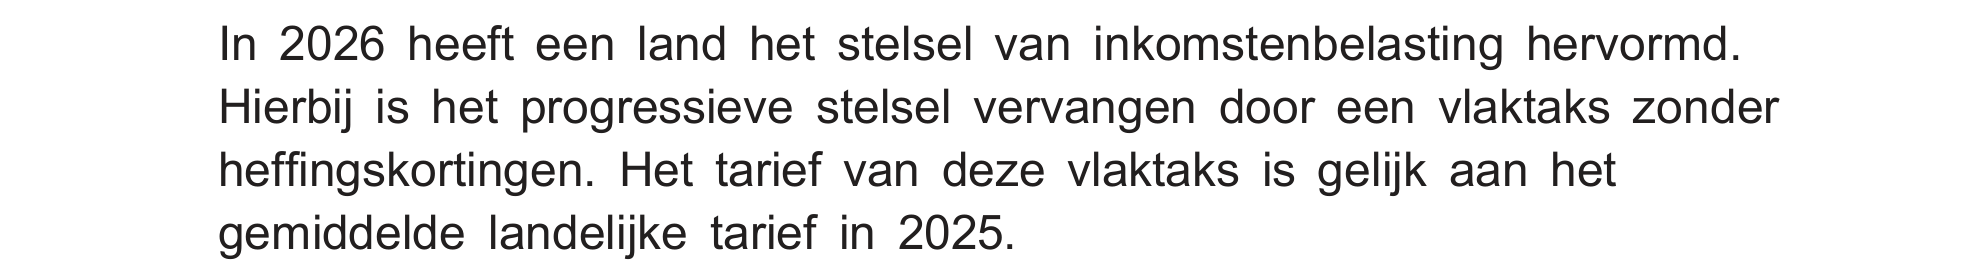 In 2026 heeft een land het stelsel van inkomstenbelasting hervormd.
Hierbij is het progressieve stelsel vervangen door een vlaktaks zonder
heffingskortingen. Het tarief van deze vlaktaks is gelijk aan het
gemiddelde landelijke tarief in 2025.